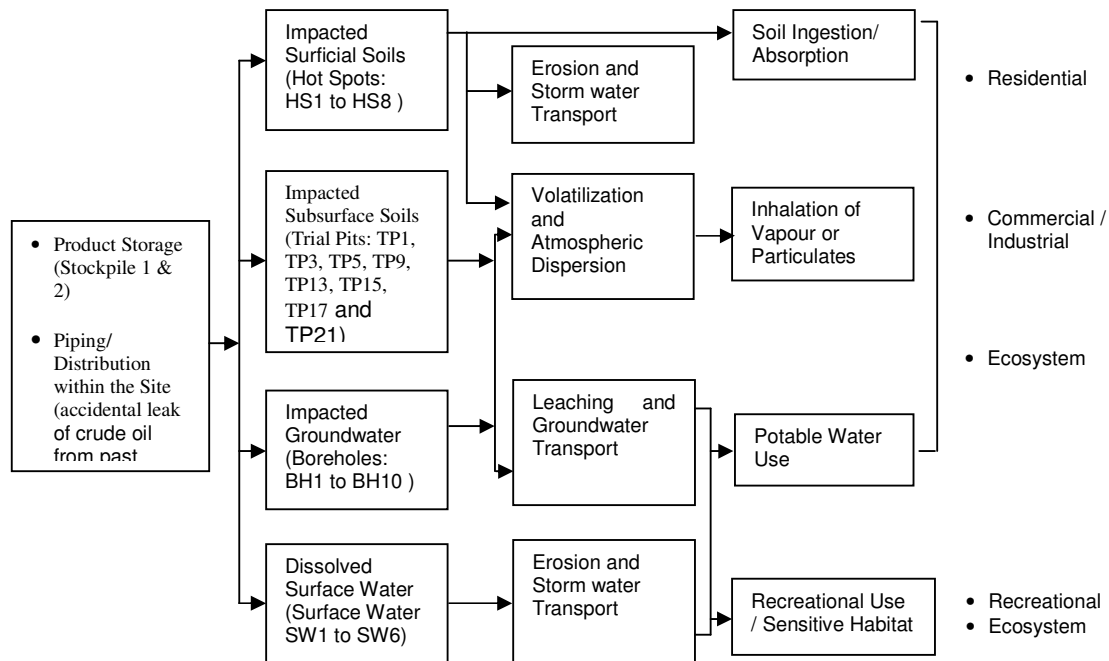 • Product Storage
(Stockpile 1 &
2)
• Piping/
Distribution
within the Site
(accidental leak
of crude oil
from past
Impacted
Surficial Soils
(Hot Spots:
HS1 to HS8 )
Impacted
Subsurface Soils
(Trial Pits: TP1,
TP3, TP5, TP9,
TP13, TP15,
TP17 and
TP21)
Impacted
Groundwater
(Boreholes:
BH1 to BH10 )
Dissolved
Surface Water
(Surface Water
SW1 to SW6)
Erosion and
Storm water
Transport
Volatilization
and
Atmospheric
Dispersion
Leaching and
Groundwater
Transport
Erosion and
Storm water
Transport
Soil Ingestion/
Absorption
Inhalation of
Vapour or
Particulates
Potable Water
Use
Recreational Use
/ Sensitive Habitat
• Residential
• Commercial /
Industrial
• Ecosystem
• Recreational
• Ecosystem